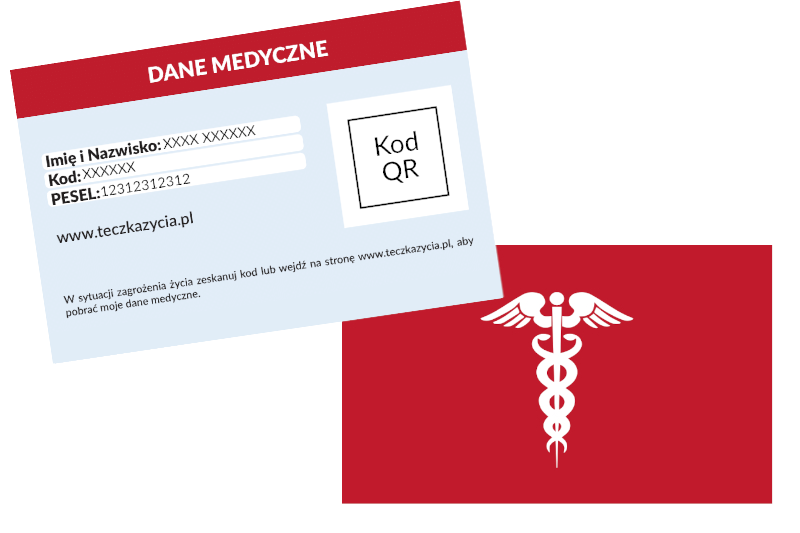 DANE MEDYCZNE
Imię i Nazwisko: XXXX XXXXXX
Kod: XXXXXX
PESEL: 12312312312
Kod
QR
www.teczkazycia.pl
W sytuacji zagrożenia życia zeskanuj kod lub wejdź na stronę www.teczkazycia.pl, aby
pobrać moje dane medyczne.